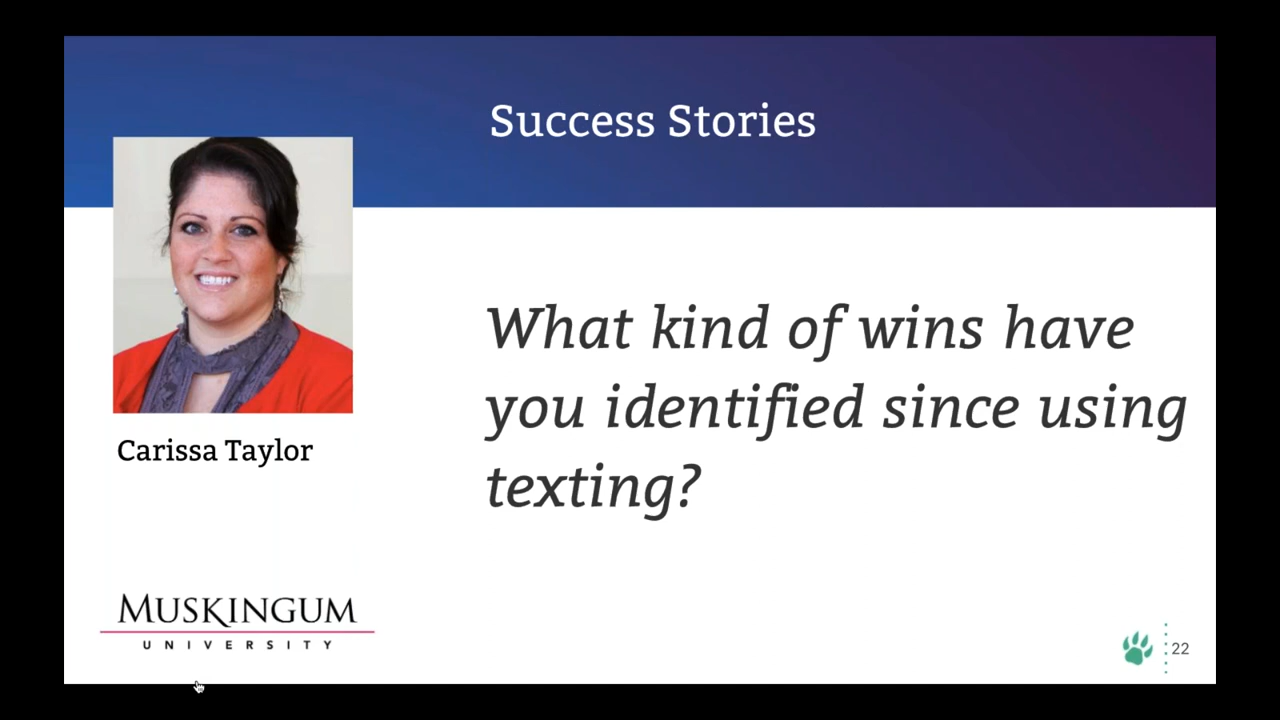 Success Stories
What kind of wins have
you identified since using
texting?
Carissa Taylor
MUSKINGUM
UNIVERSITY
22